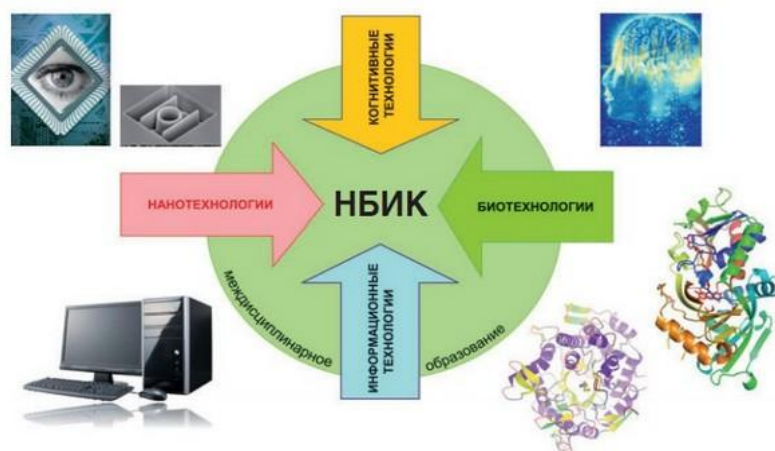 КОГНИТИВНЫЕ
ТЕХНОЛОГИИ
НАНОТЕХНОЛОГИИ
НБИК
БИОТЕХНОЛОГИИ
ИНФОРМАЦИОННЫЕ
ТЕХНОЛОГИИ
междисциплинарное
образование